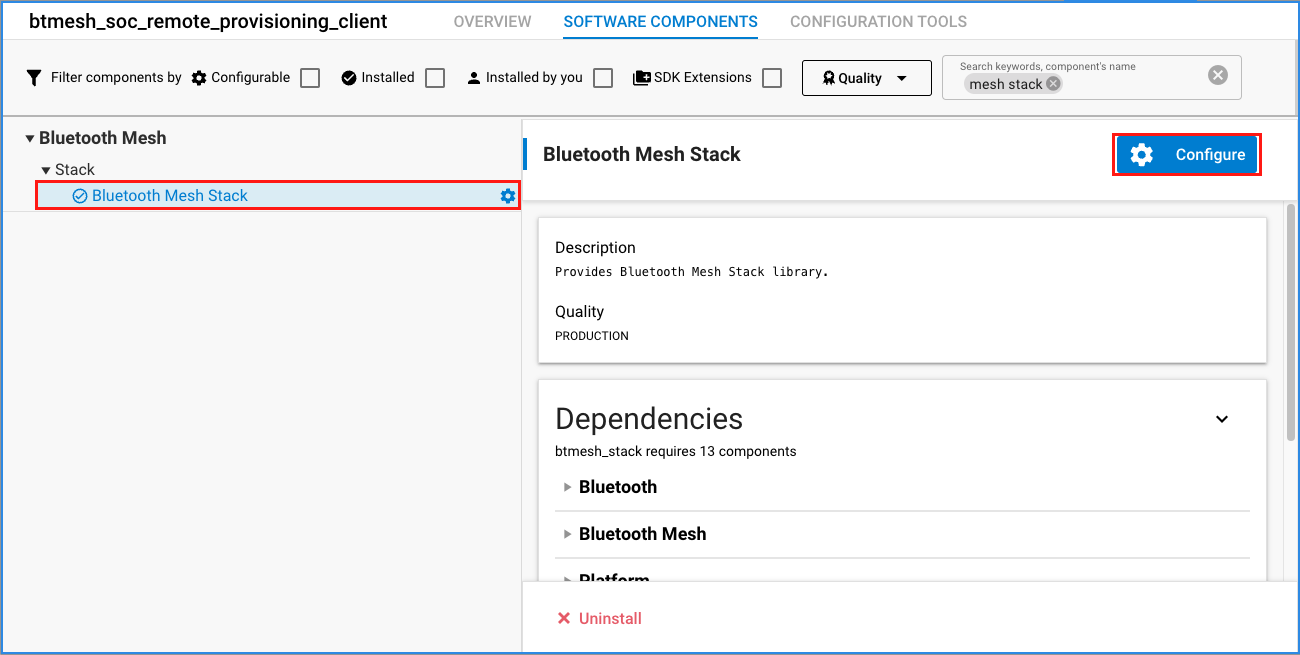 btmesh_soc_remote_provisioning_client OVERVIEW SOFTWARE COMPONENTS CONFIGURATION TOOLS
Filter components by Configurable Installed Installed by you SDK Extensions Quality
Search keywords, component's name
mesh stack
Bluetooth Mesh
Stack
Bluetooth Mesh Stack
Bluetooth Mesh Stack
Configure
Description
Provides Bluetooth Mesh Stack library.
Quality
PRODUCTION
Dependencies
btmesh_stack requires 13 components
Bluetooth
Bluetooth Mesh
Platform
Uninstall